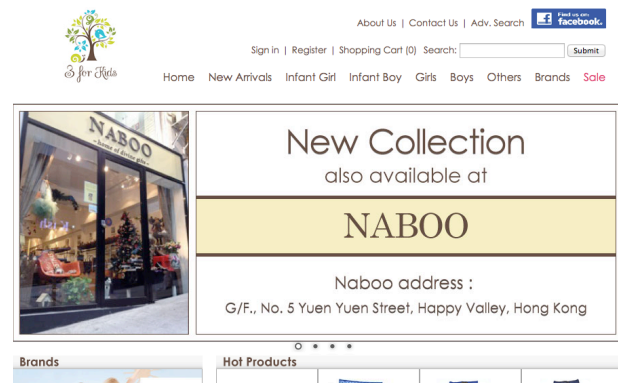 About Us | Contact Us | Adv. Search
Find us on:
facebook.
Sign in | Register | Shopping Cart (0) Search:
Submit
3 for Kids
Home New Arrivals Infant Girl Infant Boy Girls Boys Others Brands Sale
NABOO
- home of divine gifts -
New Collection
also available at
NABOO
Naboo address :
G/F., No. 5 Yuen Yuen Street, Happy Valley, Hong Kong
Brands
Hot Products